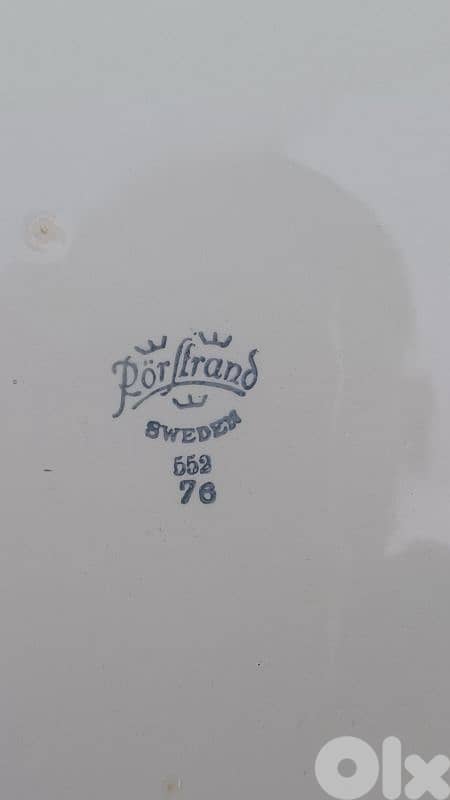 RörStrand
SWEDEN
552
76
Olx